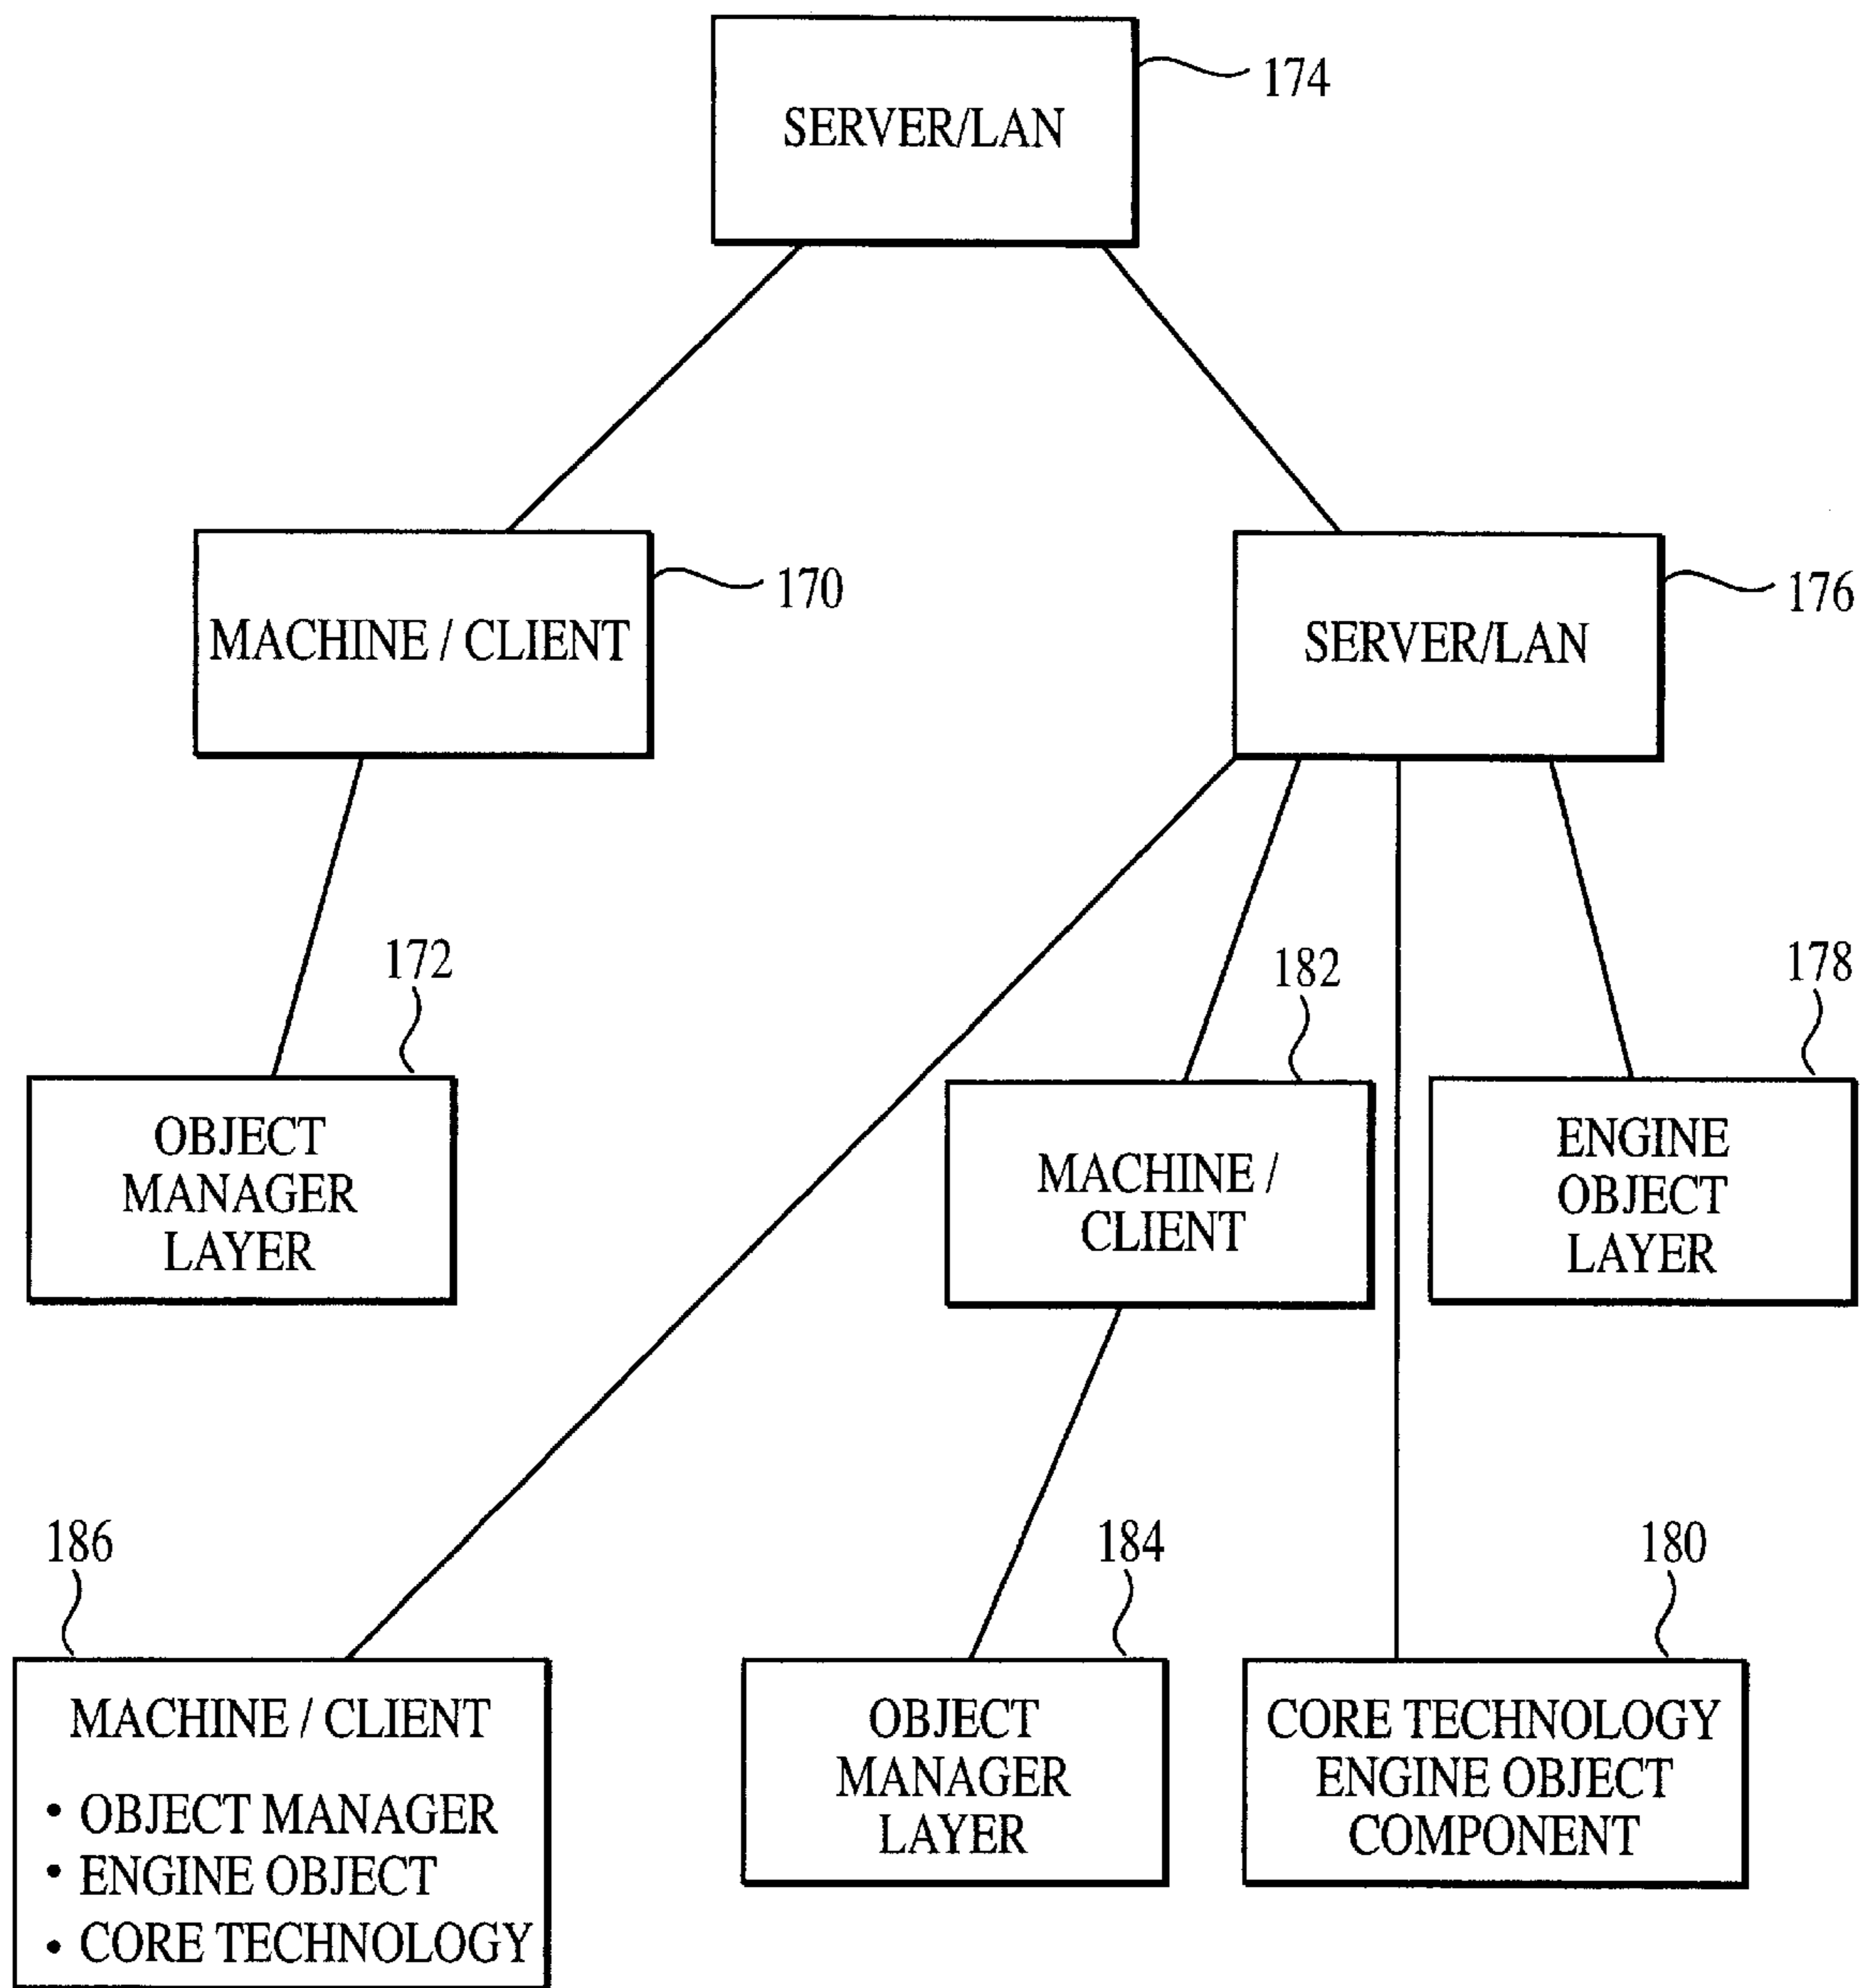 SERVER/LAN
174
MACHINE / CLIENT
170
SERVER/LAN
176
172
OBJECT
MANAGER
LAYER
182
MACHINE /
CLIENT
178
ENGINE
OBJECT
LAYER
186
MACHINE / CLIENT
• OBJECT MANAGER
• ENGINE OBJECT
• CORE TECHNOLOGY
184
OBJECT
MANAGER
LAYER
180
CORE TECHNOLOGY
ENGINE OBJECT
COMPONENT